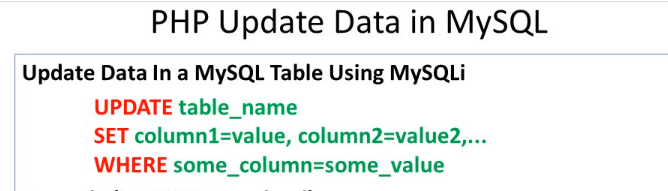 PHP Update Data in MySQL
Update Data In a MySQL Table Using MySQLi
UPDATE table_name
SET column1=value, column2=value2,...
WHERE some_column=some_value